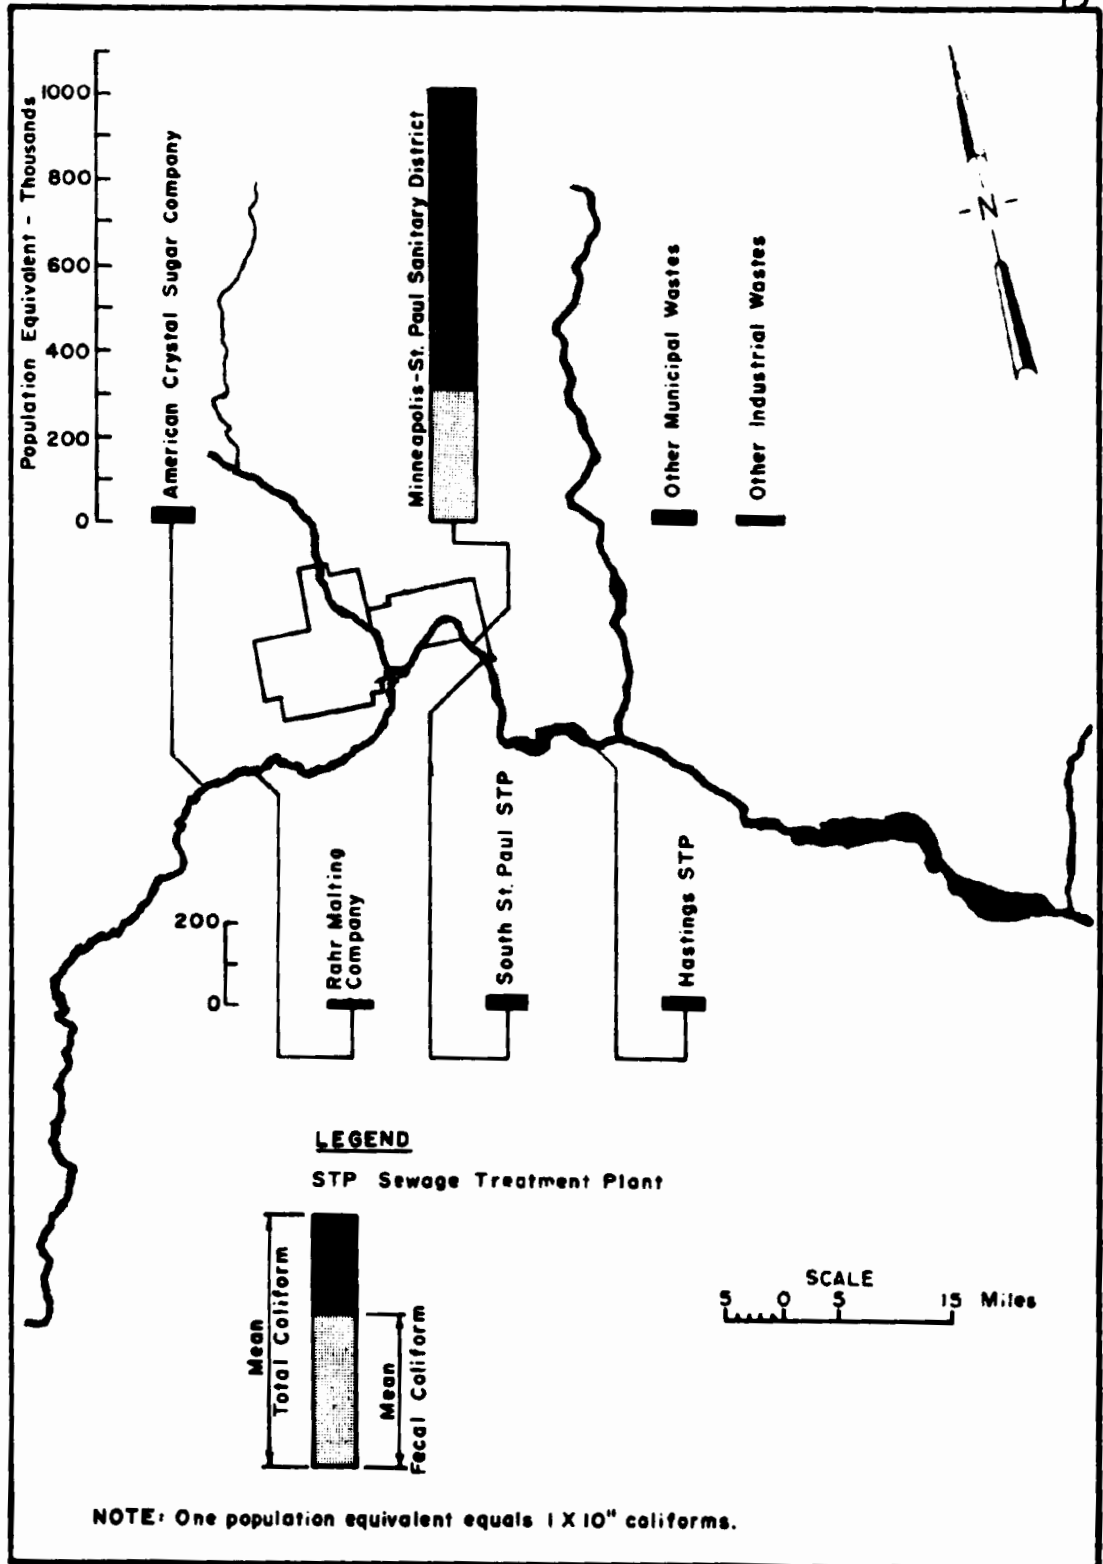 Population Equivalent - Thousands
1000
800
600
400
200
0
American Crystal Sugar Company
Minneapolis-St. Paul Sanitary District
Other Municipal Wastes
Other Industrial Wastes
N
200
0
Rahr Malting
Company
South St. Paul STP
Hastings STP
LEGEND
STP Sewage Treatment Plant
Mean
Total Coliform
Mean
Fecal Coliform
SCALE
5 0 5 15 Miles
NOTE: One population equivalent equals 1 X 10" coliforms.